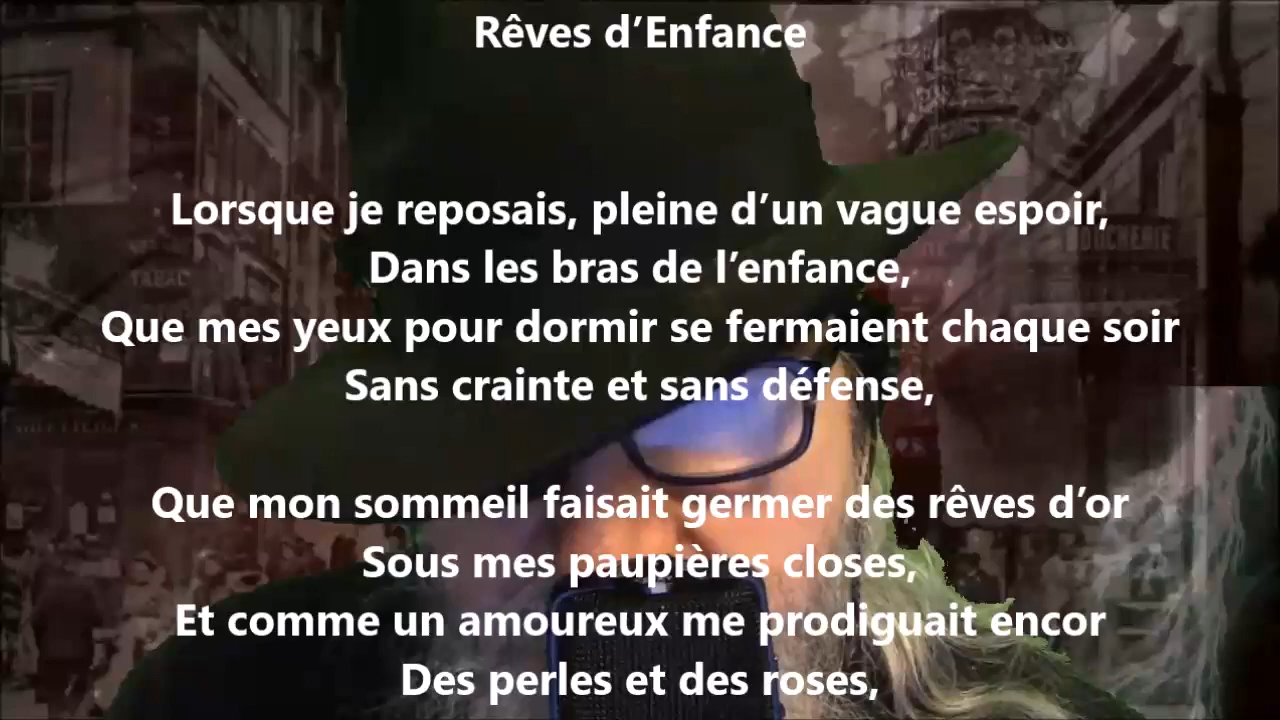 Rêves d’Enfance
Lorsque je reposais, pleine d’un vague espoir,
Dans les bras de l’enfance,
Que mes yeux pour dormir se fermaient chaque soir
Sans crainte et sans défense,
Que mon sommeil faisait germer des rêves d’or
Sous mes paupières closes,
Et comme un amoureux me prodiguait encor
Des perles et des roses,
TABAC
BOUCHERIE